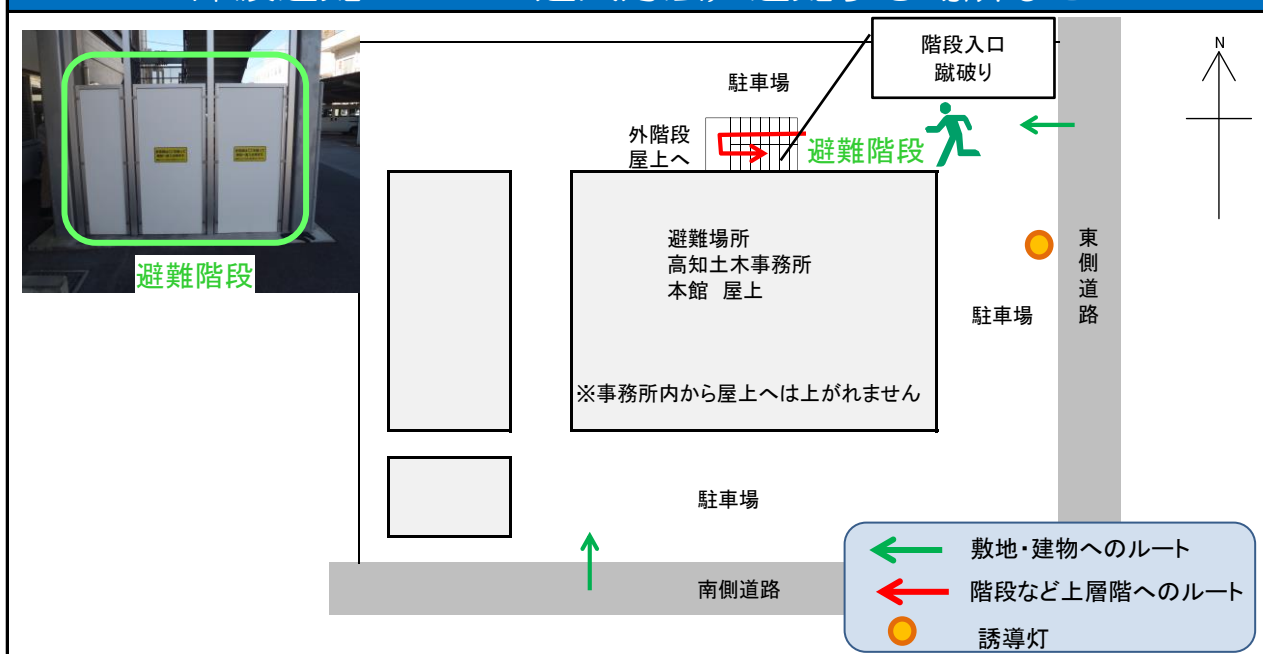 階段入口
蹴破り
N
駐車場
外階段
屋上へ
避難階段
避難階段
避難場所
高知土木事務所
本館 屋上
東側道路
駐車場
※事務所内から屋上へは上がれません
駐車場
敷地・建物へのルート
南側道路
階段など上層階へのルート
誘導灯